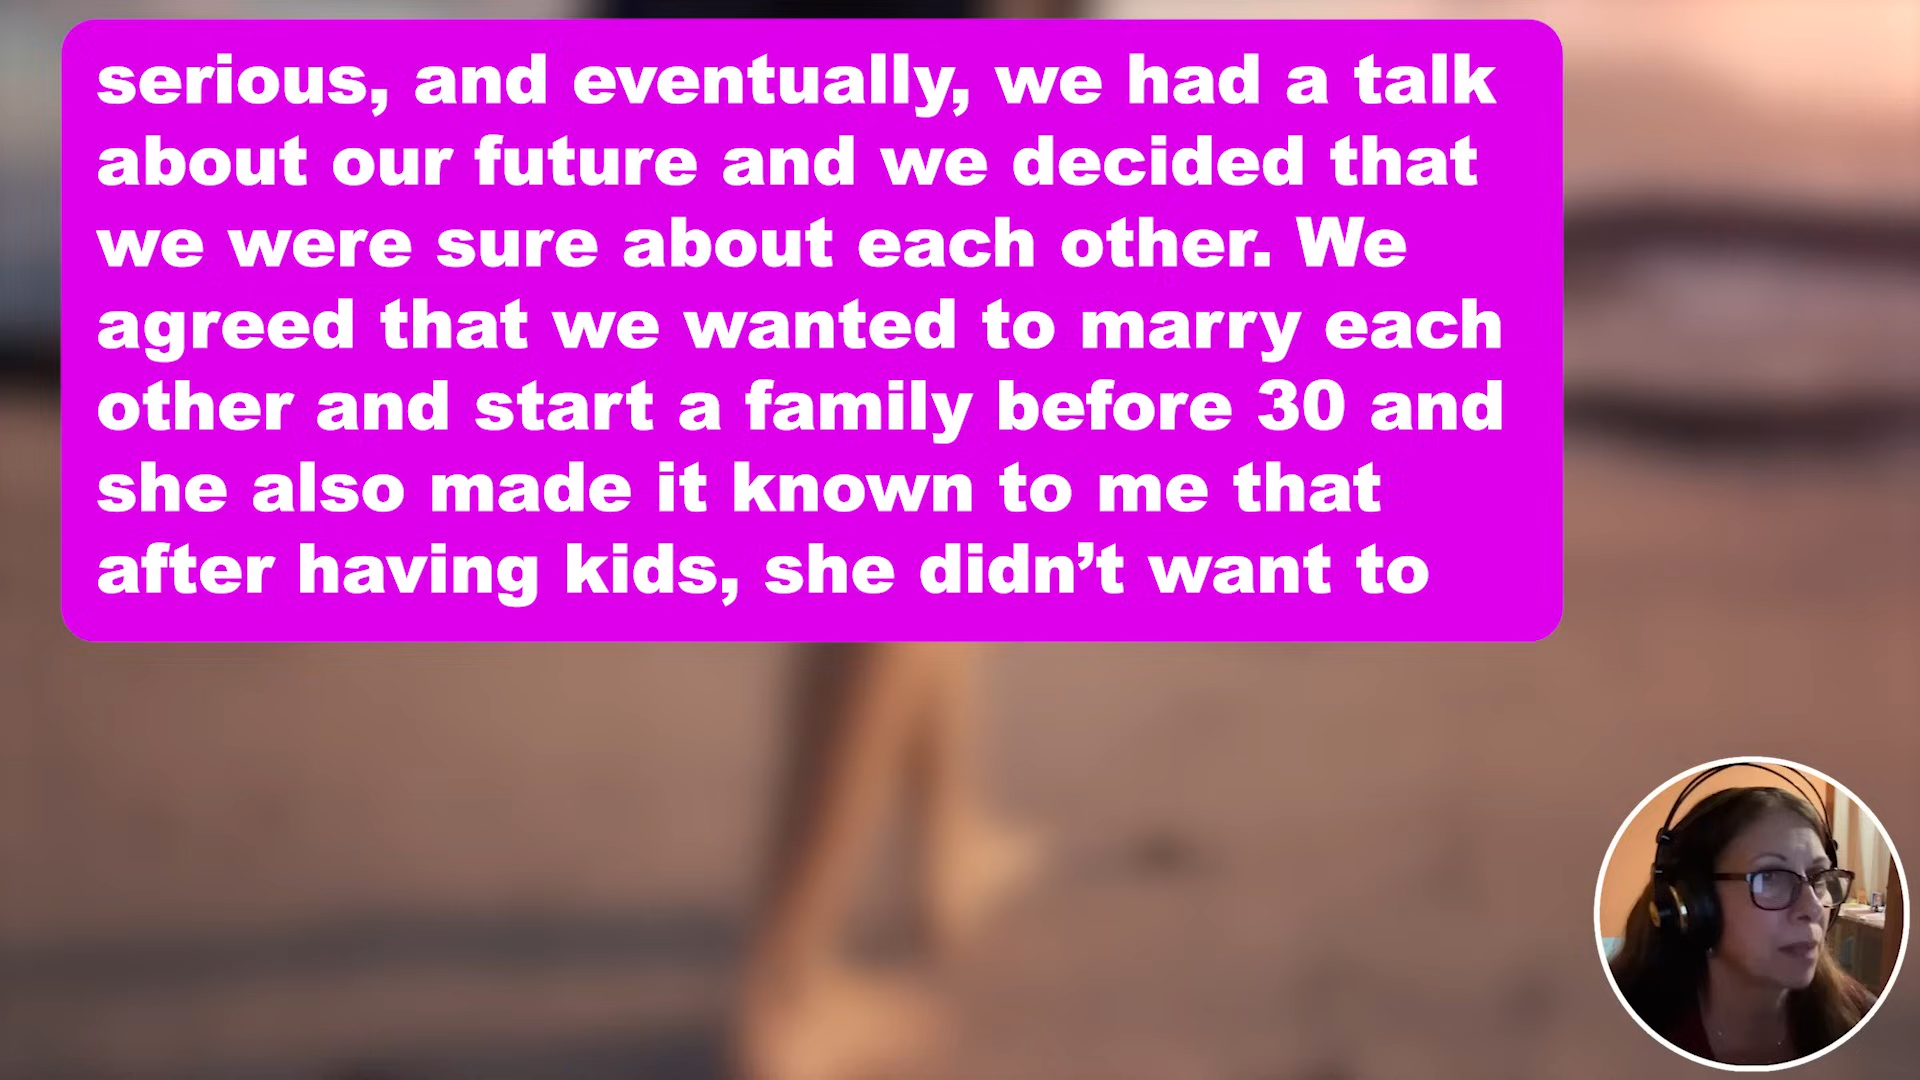 serious, and eventually, we had a talk
about our future and we decided that
we were sure about each other. We
agreed that we wanted to marry each
other and start a family before 30 and
she also made it known to me that
after having kids, she didn’t want to